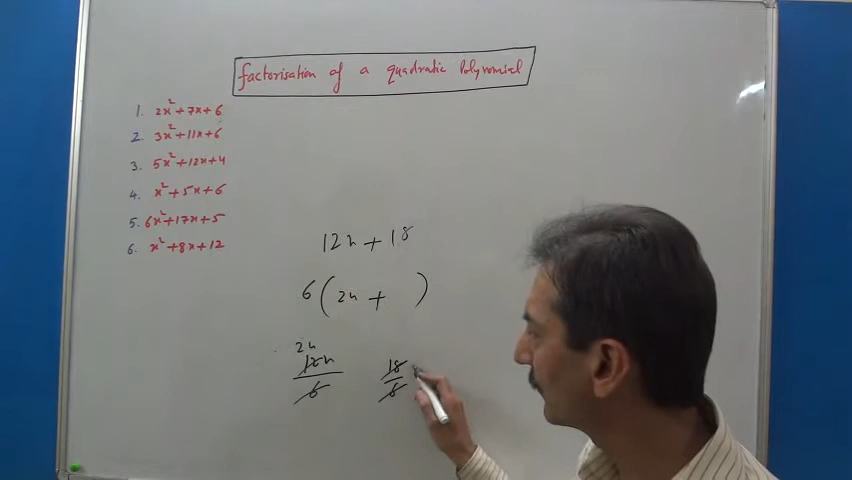 factorisation of a quadratic Polynomial
1. 2x²+7x+6
2. 3x²+11x+6
3. 5x²+12x+4
4. x²+5x+6
5. 6x²+17x+5
6. x²+8x+12
12x+18
6(2x+ )
2x
12x/6 18/6